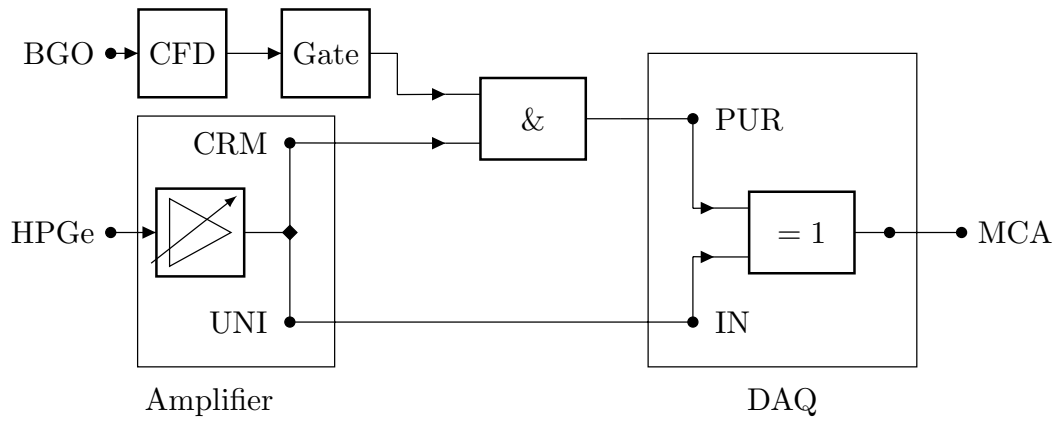 BGO
CFD
Gate
CRM
&
PUR
HPGe
= 1
MCA
UNI
IN
Amplifier
DAQ